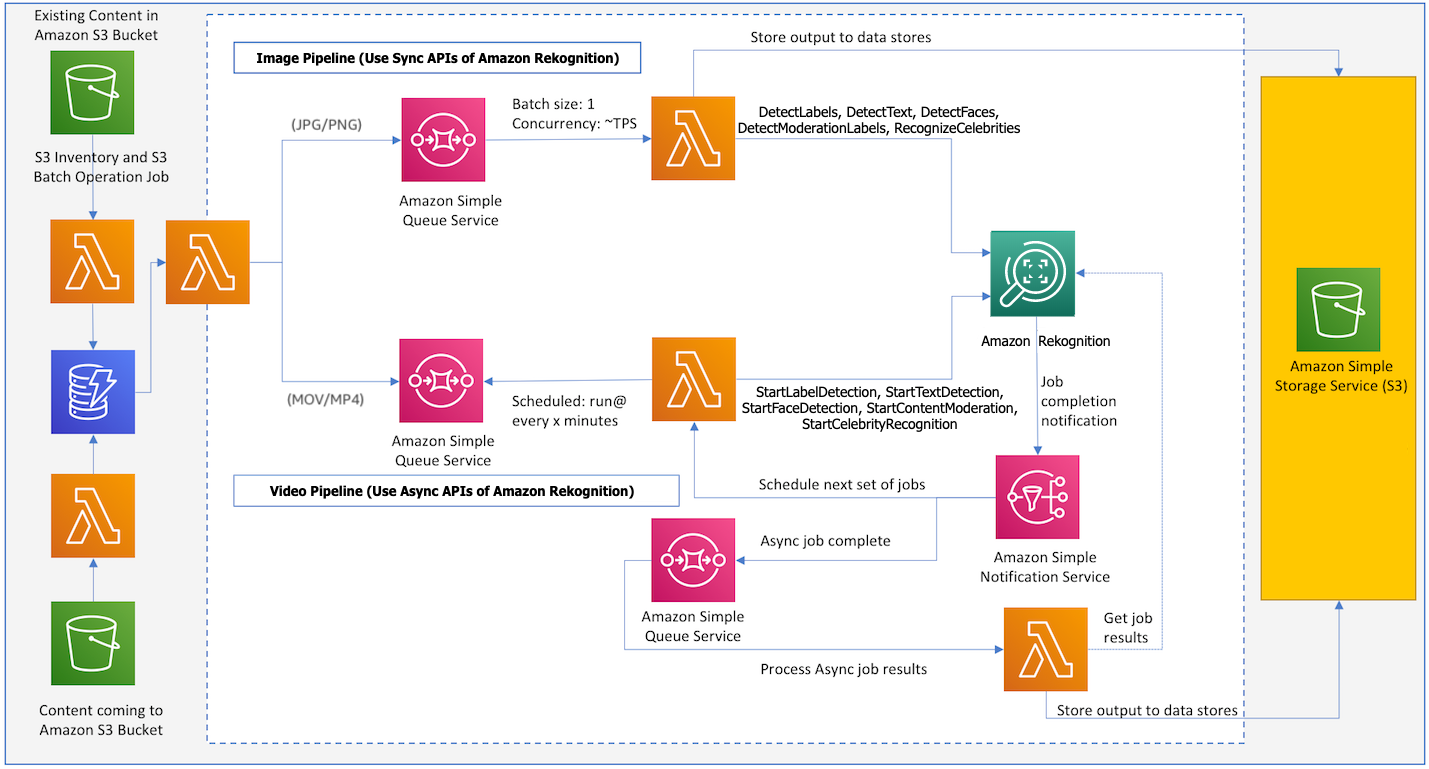 Existing Content in
Amazon S3 Bucket
S3 Inventory and S3
Batch Operation Job
Content coming to
Amazon S3 Bucket
Image Pipeline (Use Sync APIs of Amazon Rekognition)
(JPG/PNG)
Amazon Simple
Queue Service
Batch size: 1
Concurrency: ~TPS
Store output to data stores
DetectLabels, DetectText, DetectFaces,
DetectModerationLabels, RecognizeCelebrities
Amazon Rekognition
(MOV/MP4)
Amazon Simple
Queue Service
Scheduled: run@
every x minutes
StartLabelDetection, StartTextDetection,
StartFaceDetection, StartContentModeration,
StartCelebrityRecognition
Job
completion
notification
Video Pipeline (Use Async APIs of Amazon Rekognition)
Schedule next set of jobs
Amazon Simple
Notification Service
Async job complete
Amazon Simple
Queue Service
Process Async job results
Get job
results
Store output to data stores
Amazon Simple
Storage Service (S3)